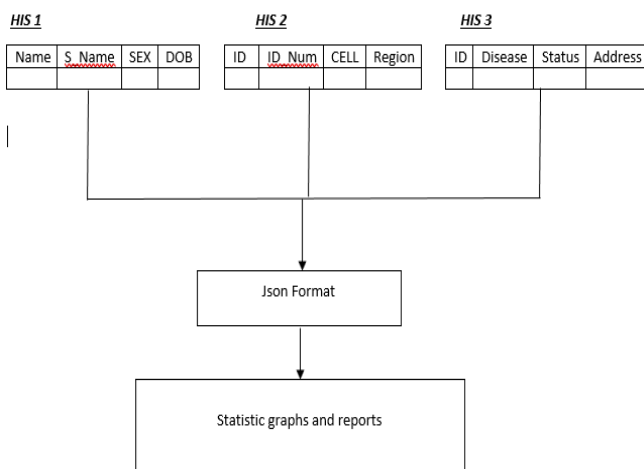 HIS 1 HIS 2 HIS 3
Name S_Name SEX DOB ID ID_Num CELL Region ID Disease Status Address
Json Format
Statistic graphs and reports